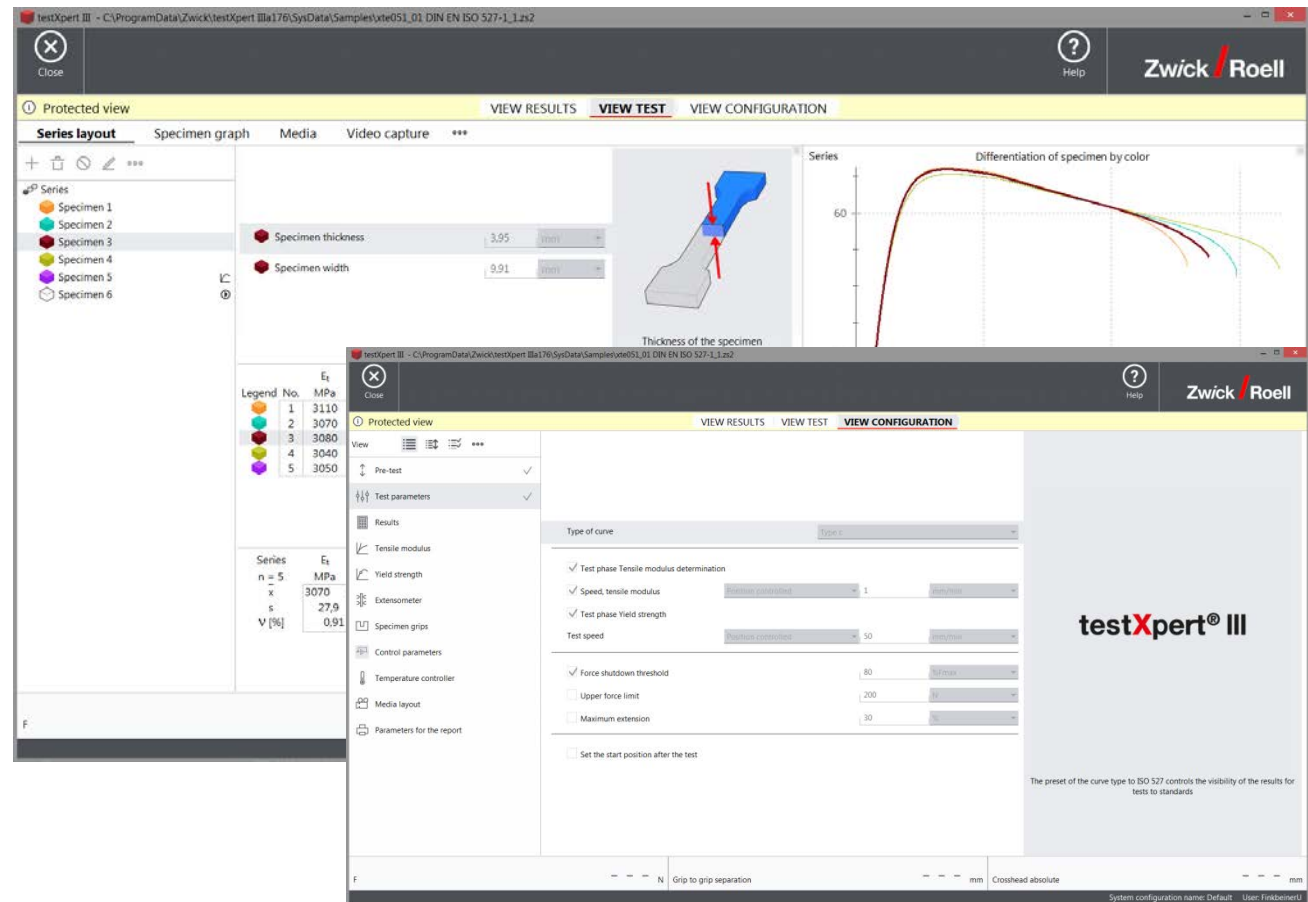 testXpert III - C:\ProgramData\Zwick\testXpert IIIa176\SysData\Samples\xte051_01 DIN EN ISO 527-1_1.zs2
Close
Help
Zwick Roell
Protected view
VIEW RESULTS VIEW TEST VIEW CONFIGURATION
Series layout Specimen graph Media Video capture
Series
Specimen 1
Specimen 2
Specimen 3
Specimen 4
Specimen 5
Specimen 6
Specimen thickness 3,95 mm
Specimen width 9,91 mm
Thickness of the specimen
Series Differentiation of specimen by color
60
Et
Legend No. MPa
1 3110
2 3070
3 3080
4 3040
5 3050
Series Et
n = 5 MPa
x̄ 3070
s 27,9
ν [%] 0,91
F
testXpert III - C:\ProgramData\Zwick\testXpert IIIa176\SysData\Samples\xte051_01 DIN EN ISO 527-1_1.zs2
Close
Help
Zwick Roell
Protected view
VIEW RESULTS VIEW TEST VIEW CONFIGURATION
View
Pre-test
Test parameters
Results
Tensile modulus
Yield strength
Extensometer
Specimen grips
Control parameters
Temperature controller
Media layout
Parameters for the report
Type of curve Type c
Test phase Tensile modulus determination
Speed, tensile modulus Position controlled 1 mm/min
Test phase Yield strength
Test speed Position controlled 50 mm/min
Force shutdown threshold 80 %Fmax
Upper force limit 200 N
Maximum extension 30 %
Set the start position after the test
testXpert® III
The preset of the curve type to ISO 527 controls the visibility of the results for
tests to standards
F --- N Grip to grip separation --- mm Crosshead absolute --- mm
System configuration name: Default User: FinkbeinerU